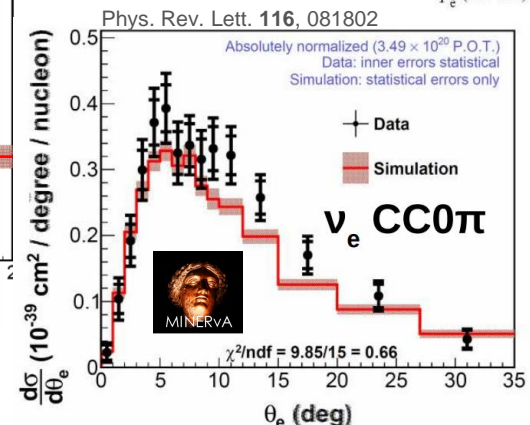 Phys. Rev. Lett. 116, 081802
Absolutely normalized (3.49 × 10²⁰ P.O.T.)
Data: inner errors statistical
Simulation: statistical errors only
Data
Simulation
νₑ CC0π
MINERνA
χ²/ndf = 9.85/15 = 0.66
dσ/dθₑ (10⁻³⁹ cm² / degree / nucleon)
0.5
0.4
0.3
0.2
0.1
0
0 5 10 15 20 25 30 35
θₑ (deg)